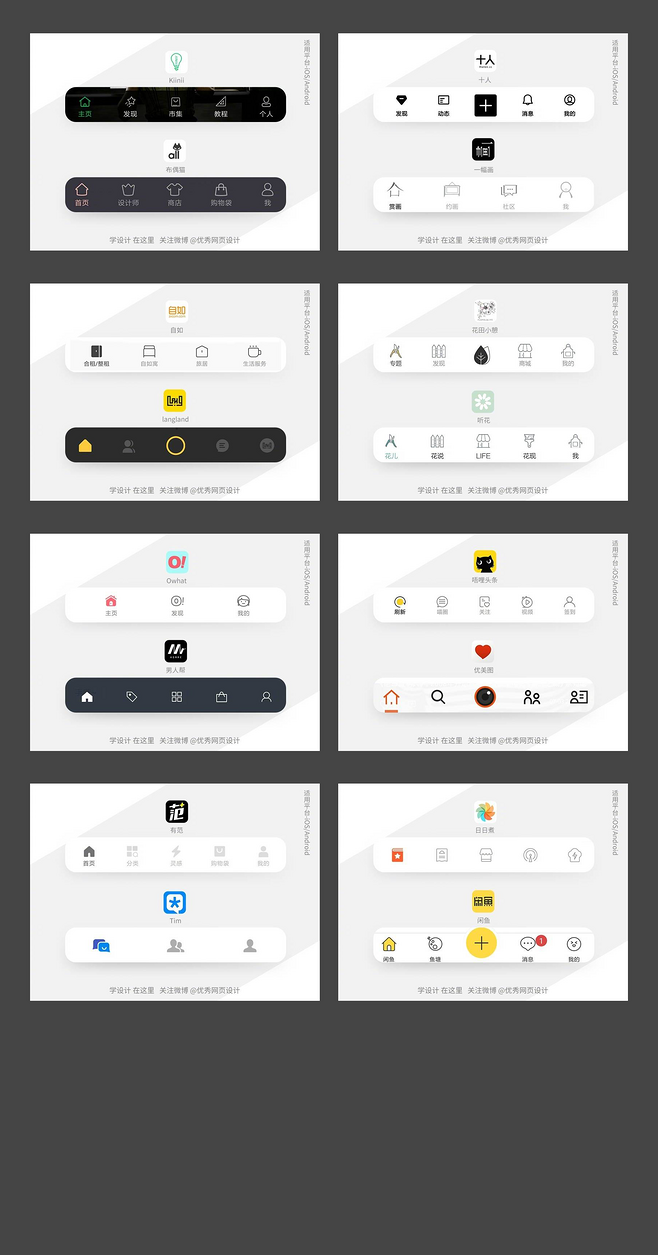 适用平台-iOS/Android
Kiinii
主页 发现 市集 教程 个人
all
布偶猫
首页 设计师 商店 购物袋 我
学设计 在这里 关注微博 @优秀网页设计
适用平台-iOS/Android
十人
十人
发现 动态 消息 我的
一幅画
赏画 约画 社区 我
学设计 在这里 关注微博 @优秀网页设计
适用平台-iOS/Android
自如
自如
合租/整租 自如寓 旅居 生活服务
langland
学设计 在这里 关注微博 @优秀网页设计
适用平台-iOS/Android
花田小憩
专题 发现 商城 我的
听花
花儿 花说 LIFE 花现 我
学设计 在这里 关注微博 @优秀网页设计
适用平台-iOS/Android
O!
Owhat
主页 发现 我的
男人帮
学设计 在这里 关注微博 @优秀网页设计
适用平台-iOS/Android
唔哩头条
刷新 关注 我的
优美图
学设计 在这里 关注微博 @优秀网页设计
适用平台-iOS/Android
范
有范
首页 分类 灵感 购物袋 我的
Tim
学设计 在这里 关注微博 @优秀网页设计
适用平台-iOS/Android
日日煮
闲鱼
闲鱼 鱼塘 消息 1 我的
学设计 在这里 关注微博 @优秀网页设计